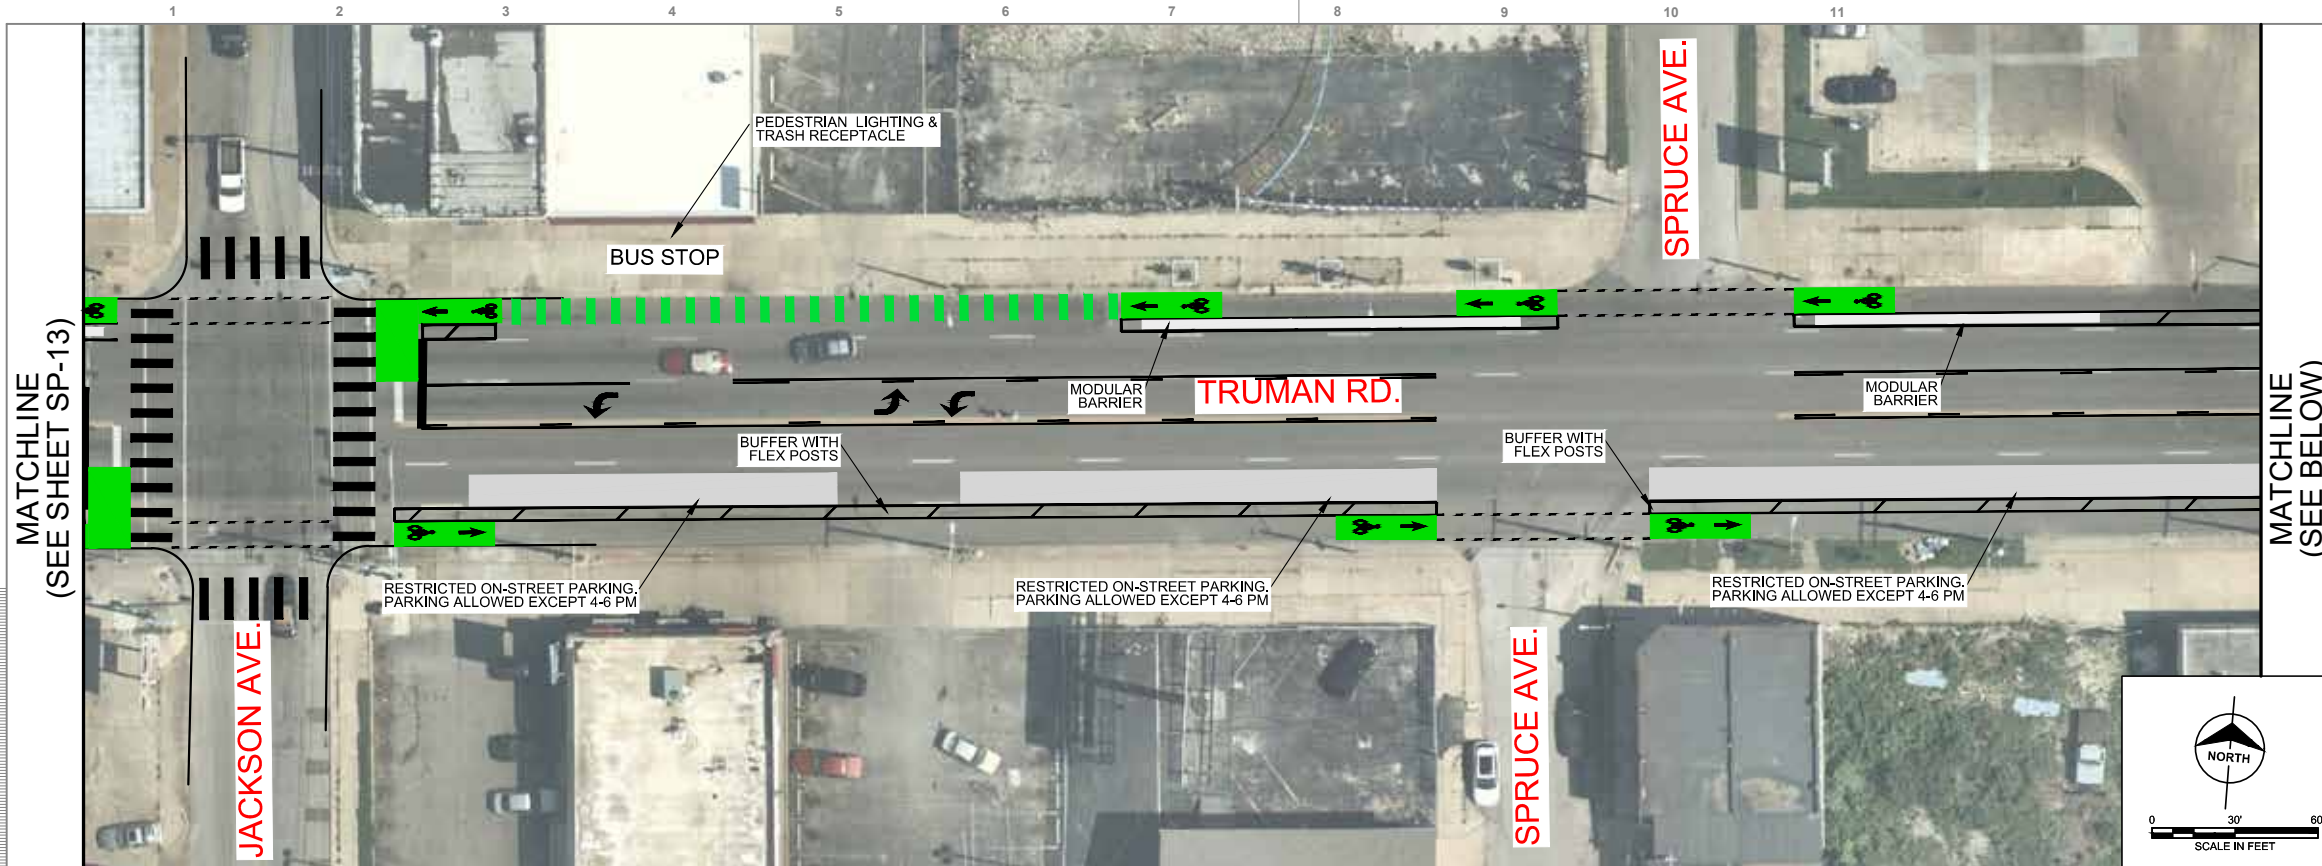 1 2 3 4 5 6 7 8 9 10 11
PEDESTRIAN LIGHTING &
TRASH RECEPTACLE
BUS STOP
SPRUCE AVE.
MATCHLINE
(SEE SHEET SP-13)
MODULAR
BARRIER
TRUMAN RD.
MODULAR
BARRIER
MATCHLINE
(SEE BELOW)
BUFFER WITH
FLEX POSTS
BUFFER WITH
FLEX POSTS
RESTRICTED ON-STREET PARKING.
PARKING ALLOWED EXCEPT 4-6 PM
RESTRICTED ON-STREET PARKING.
PARKING ALLOWED EXCEPT 4-6 PM
RESTRICTED ON-STREET PARKING.
PARKING ALLOWED EXCEPT 4-6 PM
JACKSON AVE.
SPRUCE AVE.
NORTH
0 30' 60
SCALE IN FEET